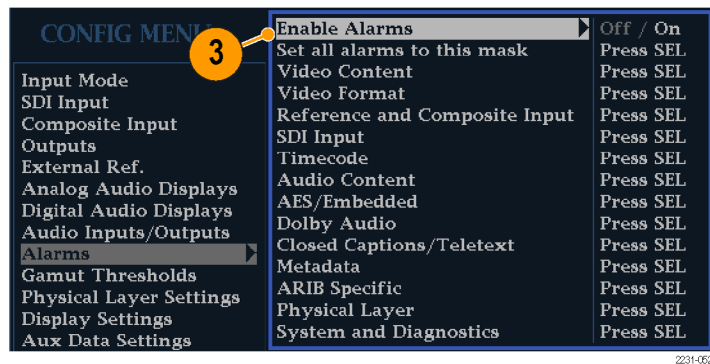 CONFIG MENU
3
Input Mode
SDI Input
Composite Input
Outputs
External Ref.
Analog Audio Displays
Digital Audio Displays
Audio Inputs/Outputs
Alarms
Gamut Thresholds
Physical Layer Settings
Display Settings
Aux Data Settings
Enable Alarms Off / On
Set all alarms to this mask Press SEL
Video Content Press SEL
Video Format Press SEL
Reference and Composite Input Press SEL
SDI Input Press SEL
Timecode Press SEL
Audio Content Press SEL
AES/Embedded Press SEL
Dolby Audio Press SEL
Closed Captions/Teletext Press SEL
Metadata Press SEL
ARIB Specific Press SEL
Physical Layer Press SEL
System and Diagnostics Press SEL